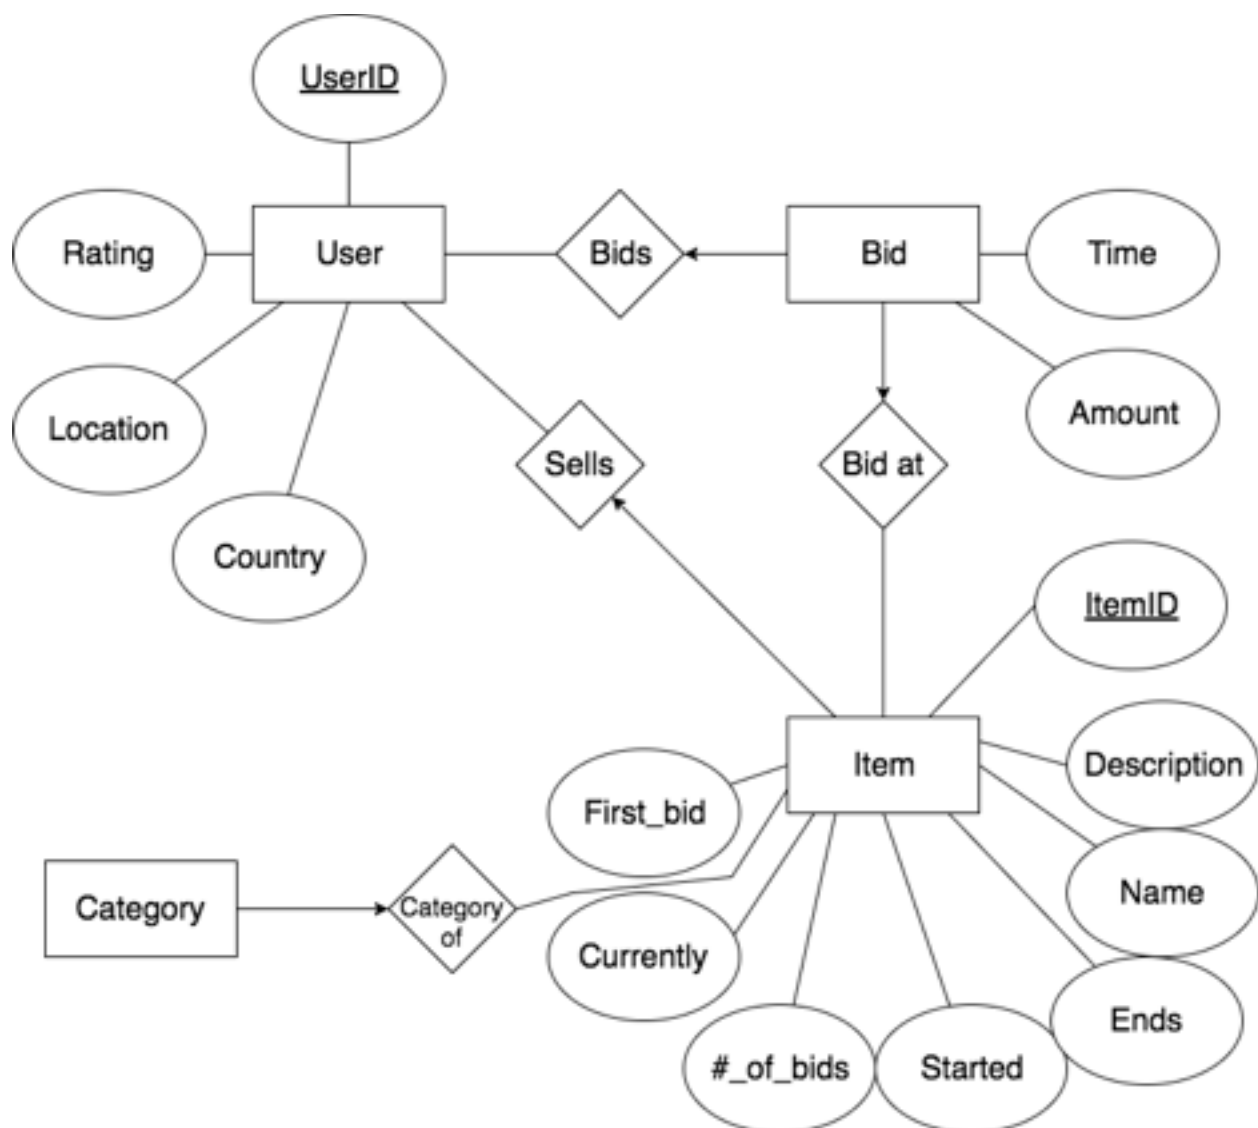 UserID
Rating
User
Bids
Bid
Time
Location
Sells
Bid at
Amount
Country
ItemID
Item
Description
First_bid
Category
Category
of
Name
Currently
Ends
#_of_bids
Started